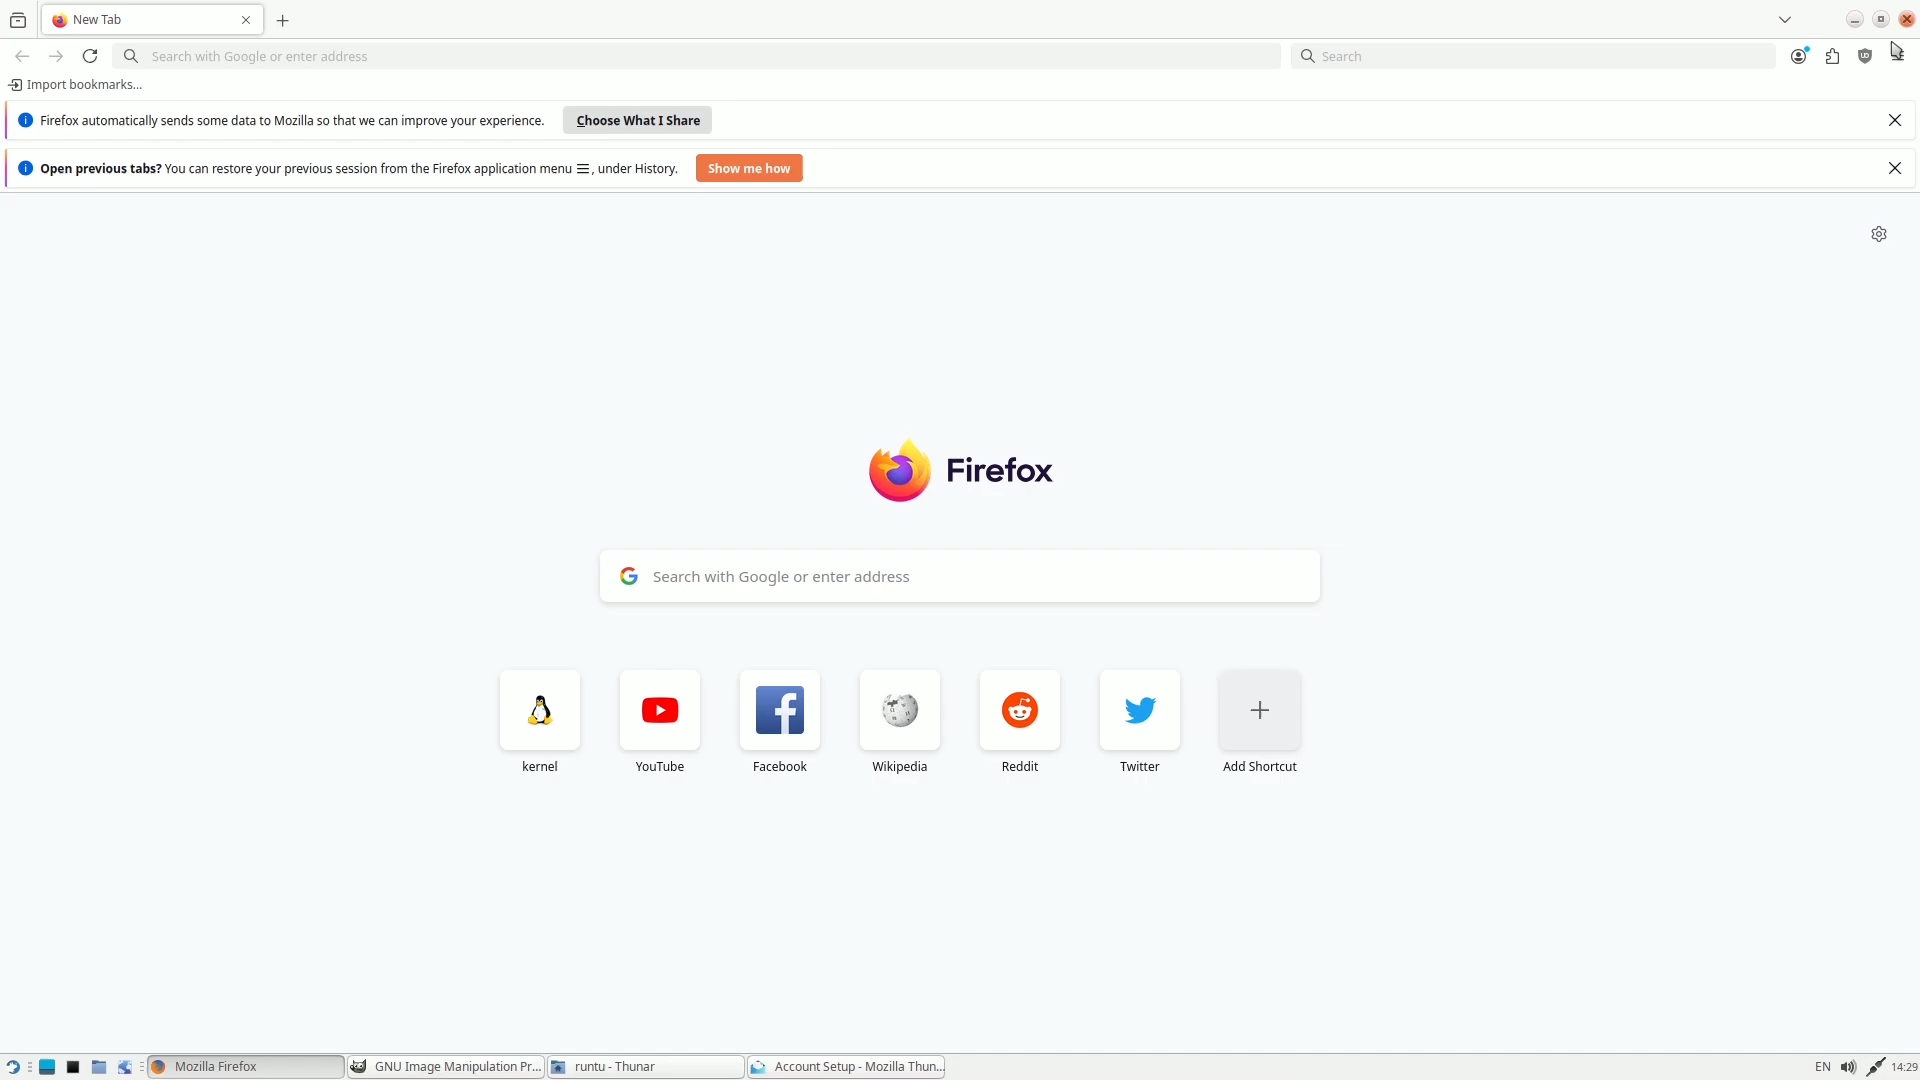 New Tab
Search with Google or enter address
Search
Import bookmarks...
Firefox automatically sends some data to Mozilla so that we can improve your experience. Choose What I Share
Open previous tabs? You can restore your previous session from the Firefox application menu ☰, under History. Show me how
Firefox
Search with Google or enter address
kernel YouTube Facebook Wikipedia Reddit Twitter Add Shortcut
Mozilla Firefox GNU Image Manipulation Pr... runtu - Thunar Account Setup - Mozilla Thun... EN 14:29